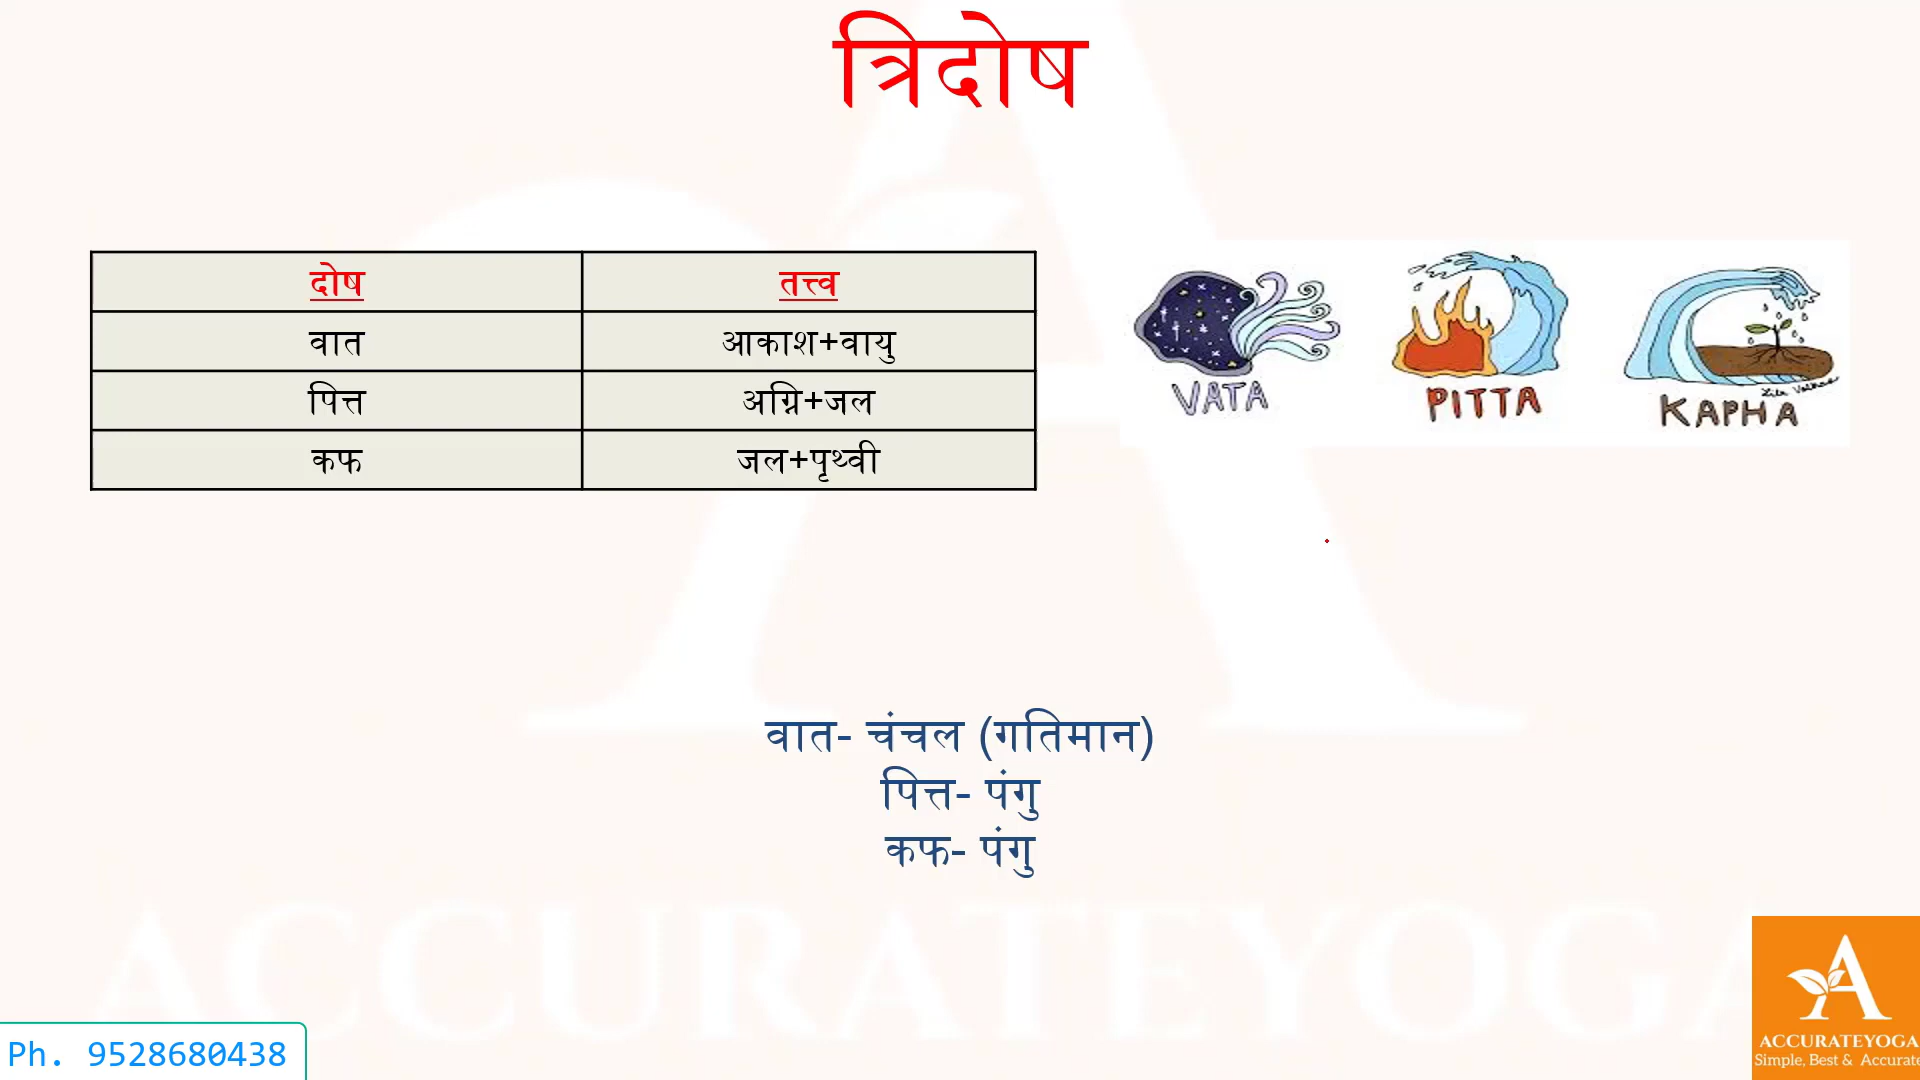 त्रिदोष
दोष तत्त्व
वात आकाश+वायु
पित्त अग्नि+जल
कफ जल+पृथ्वी
VATA PITTA KAPHA
वात- चंचल (गतिमान)
पित्त- पंगु
कफ- पंगु
ACCURATEYOGA
Ph. 9528680438
ACCURATEYOGA
Simple, Best & Accurate